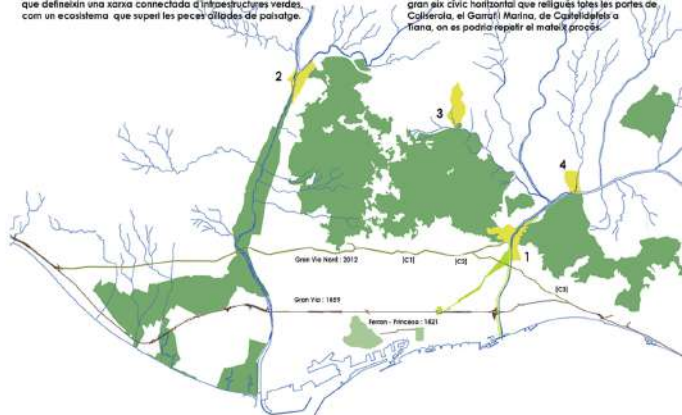 que defineixin una xarxa connectada d'infraestructures verdes,
com un ecosistema que superi les peces aïllades de paisatge.
gran eix cívic horitzontal que relligués totes les portes de
Collserola, el Garraf i Marina, de Castelldefels a
Tiana, on es podria repetir el mateix procés.
2
3
4
1
Gran Via Nord : 2012
[C1]
[C2]
[C3]
Gran Via : 1859
Ferran - Princesa : 1821